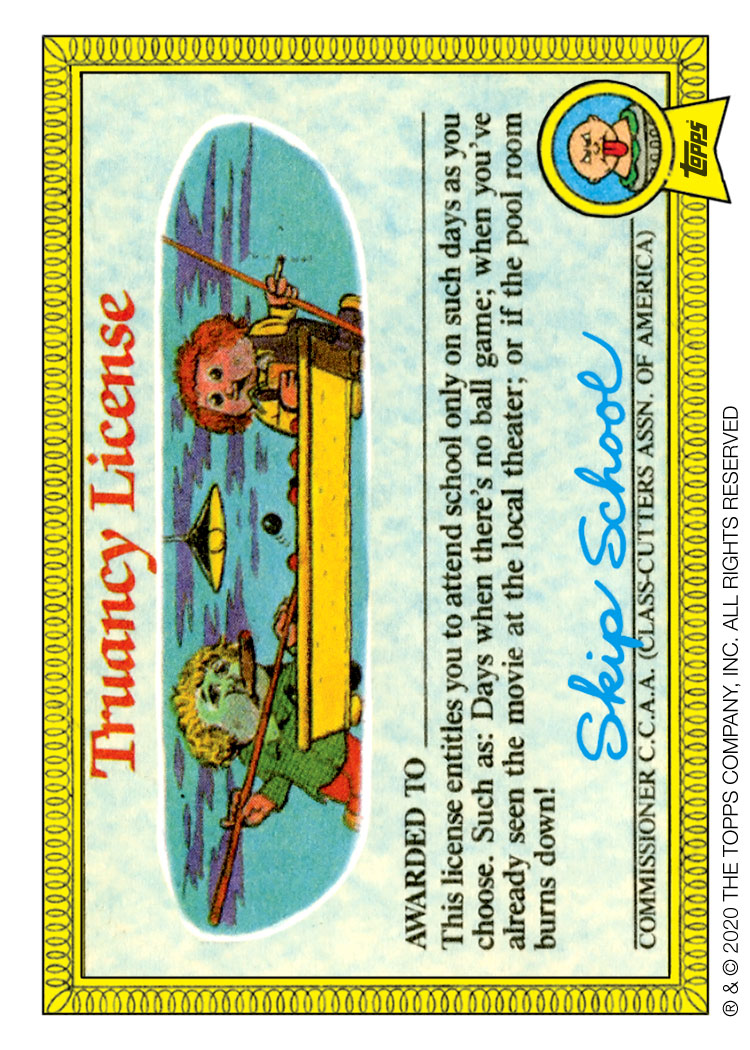 Truancy License
AWARDED TO
This license entitles you to attend school only on such days as you
choose. Such as: Days when there's no ball game; when you've
already seen the movie at the local theater; or if the pool room
burns down!
Skip School
COMMISSIONER C.C.A.A. (CLASS-CUTTERS ASSN. OF AMERICA)
topps
® & © 2020 THE TOPPS COMPANY, INC. ALL RIGHTS RESERVED